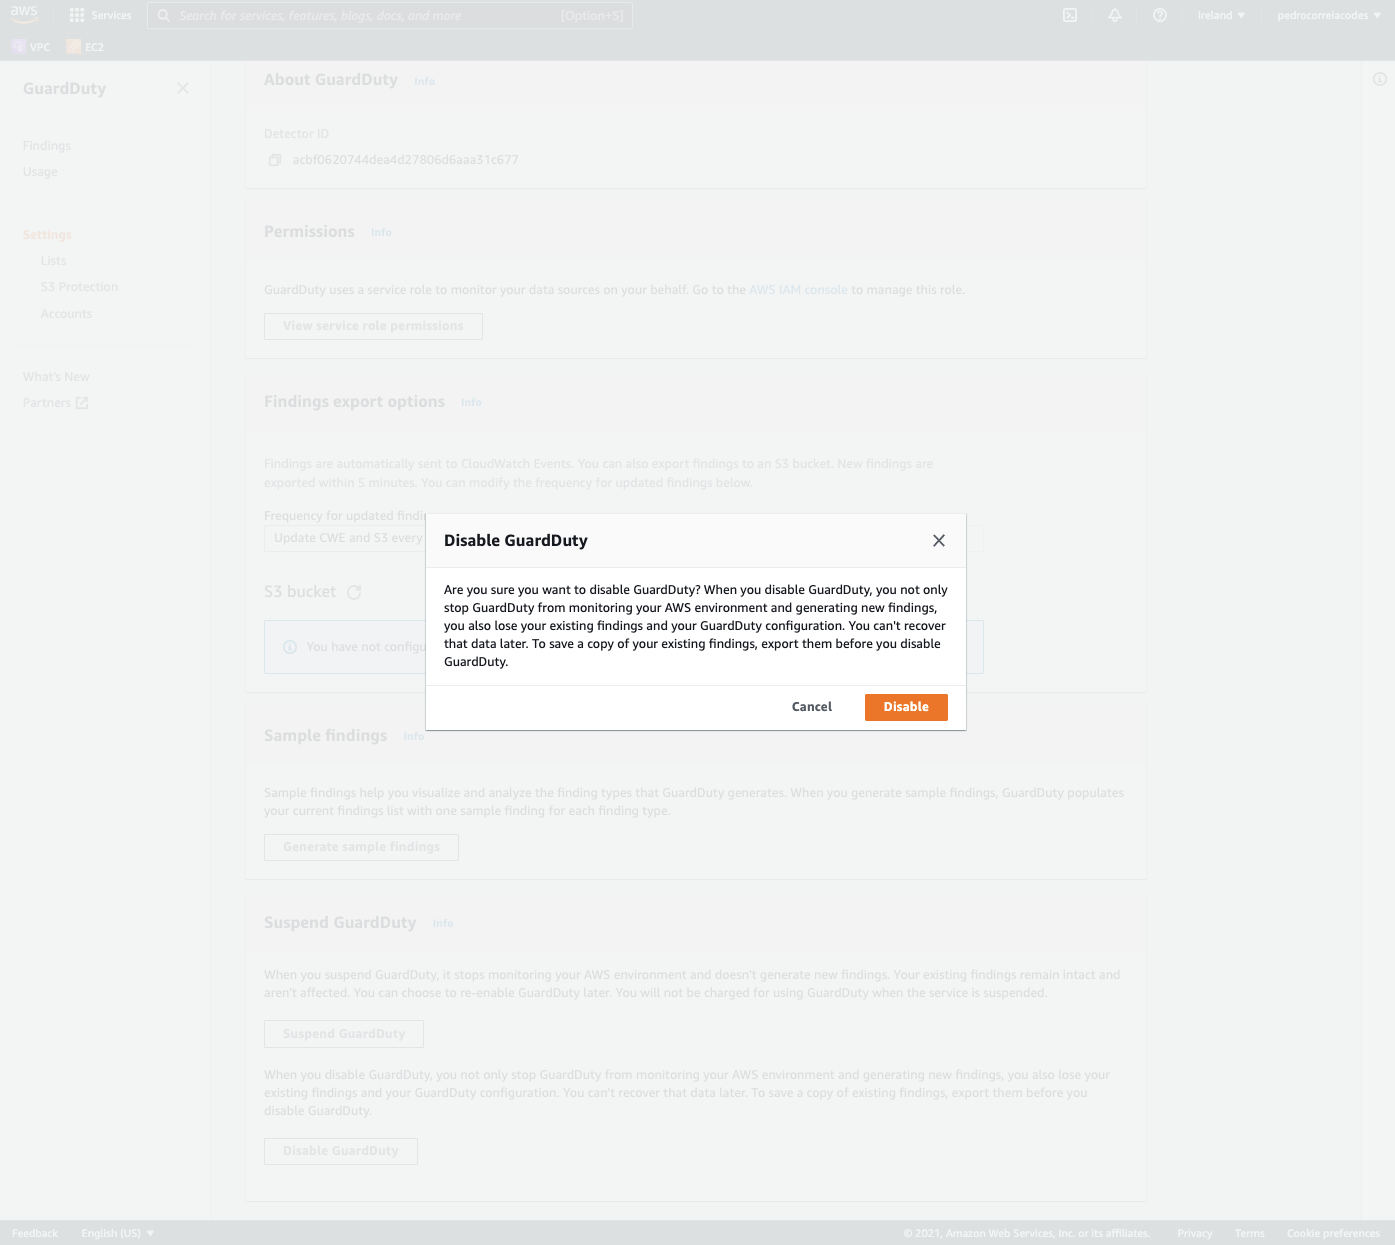 aws
Services
Search for services, features, blogs, docs, and more
[Option+S]
Ireland
pedrocorreiacodes
VPC
EC2
GuardDuty
Findings
Usage
Settings
Lists
S3 Protection
Accounts
What's New
Partners
About GuardDuty Info
Detector ID
acbf0620744dea4d27806d6aaa31c677
Permissions Info
GuardDuty uses a service role to monitor your data sources on your behalf. Go to the AWS IAM console to manage this role.
View service role permissions
Findings export options Info
Findings are automatically sent to CloudWatch Events. You can also export findings to an S3 bucket. New findings are
exported within 5 minutes. You can modify the frequency for updated findings below.
Frequency for updated
Update CWE and S3 every
S3 bucket
You have not
Disable GuardDuty
Are you sure you want to disable GuardDuty? When you disable GuardDuty, you not only
stop GuardDuty from monitoring your AWS environment and generating new findings,
you also lose your existing findings and your GuardDuty configuration. You can't recover
that data later. To save a copy of your existing findings, export them before you disable
GuardDuty.
Cancel
Disable
Sample findings Info
Sample findings help you visualize and analyze the finding types that GuardDuty generates. When you generate sample findings, GuardDuty populates
your current findings list with one sample finding for each finding type.
Generate sample findings
Suspend GuardDuty Info
When you suspend GuardDuty, it stops monitoring your AWS environment and doesn't generate new findings. Your existing findings remain intact and
aren't affected. You can choose to re-enable GuardDuty later. You will not be charged for using GuardDuty when the service is suspended.
Suspend GuardDuty
When you disable GuardDuty, you not only stop GuardDuty from monitoring your AWS environment and generating new findings, you also lose your
existing findings and your GuardDuty configuration. You can't recover that data later. To save a copy of existing findings, export them before you
disable GuardDuty.
Disable GuardDuty
Feedback
English (US)
© 2021, Amazon Web Services, Inc. or its affiliates.
Privacy
Terms
Cookie preferences